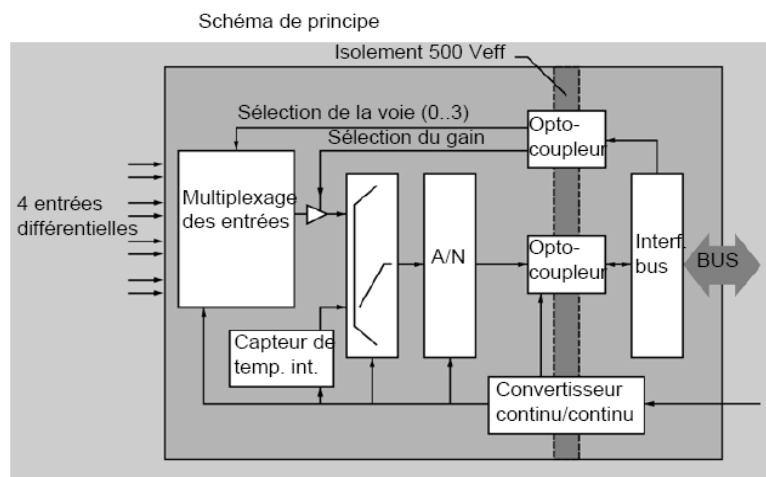 Schéma de principe
Isolement 500 Veff
Sélection de la voie (0..3)
Opto-
coupleur
Sélection du gain
4 entrées
différentielles
Multiplexage
des entrées
A/N
Opto-
coupleur
Interf.
bus
BUS
Capteur de
temp. int.
Convertisseur
continu/continu